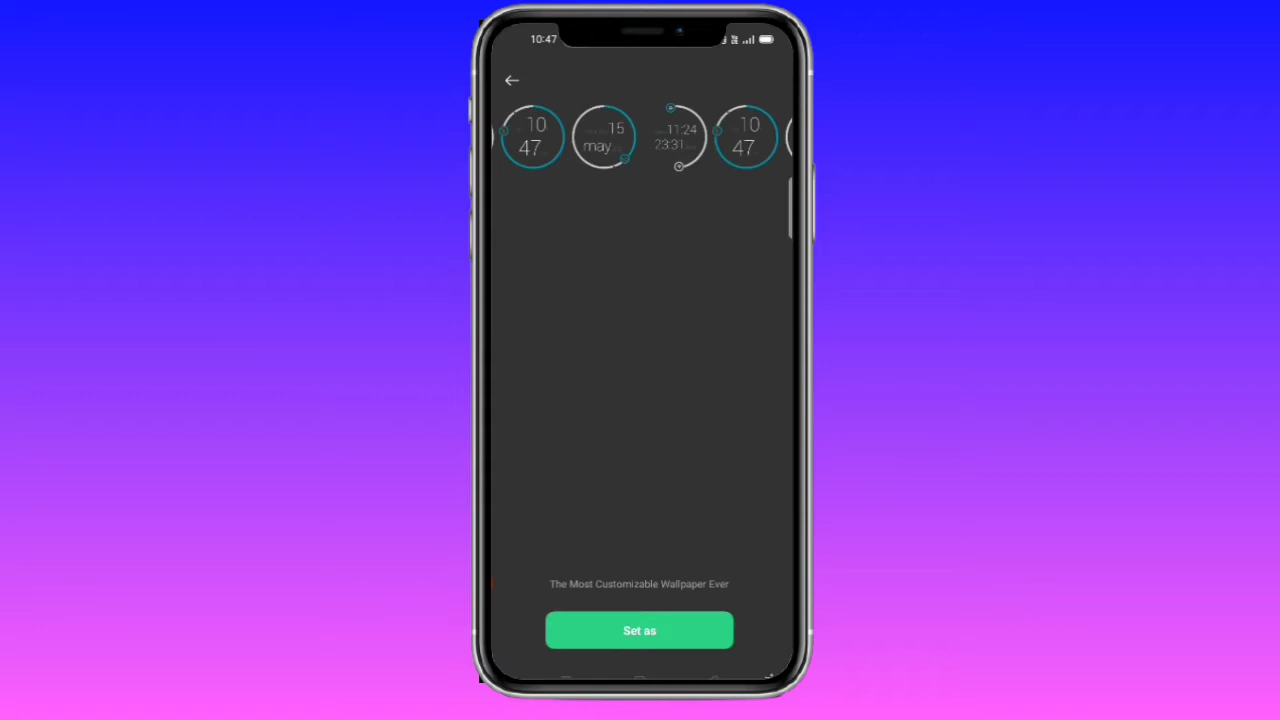 10:47
10
47
15
may
11:24
23:31
10
47
The Most Customizable Wallpaper Ever
Set as